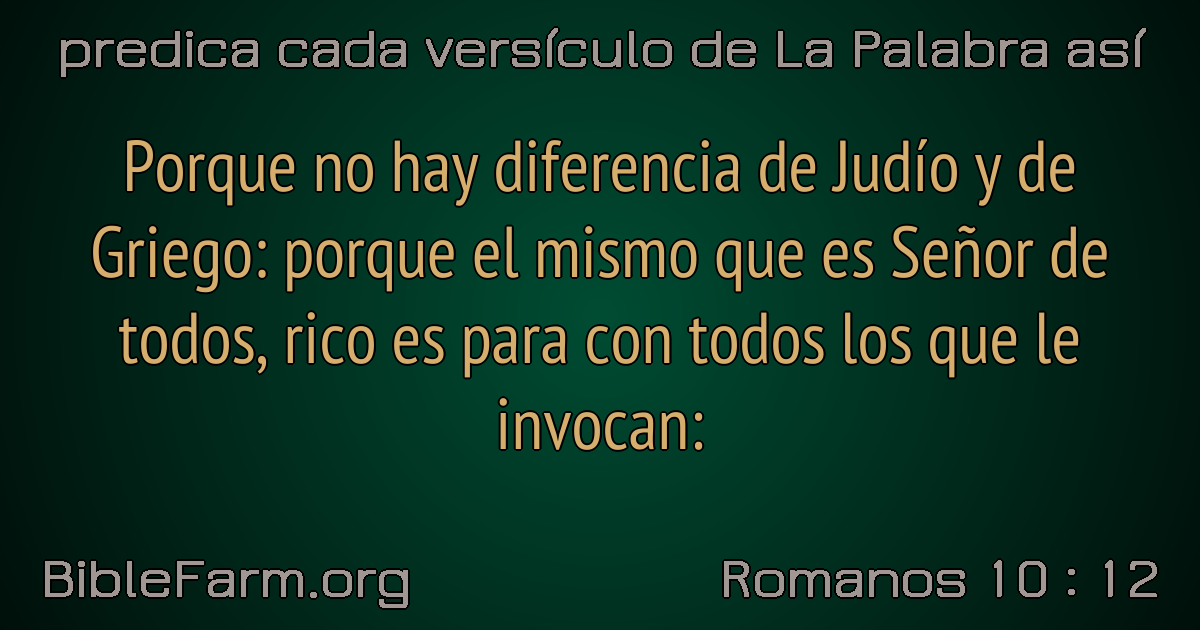 predica cada versículo de La Palabra así
Porque no hay diferencia de Judío y de
Griego: porque el mismo que es Señor de
todos, rico es para con todos los que le
invocan:
BibleFarm.org
Romanos 10 : 12